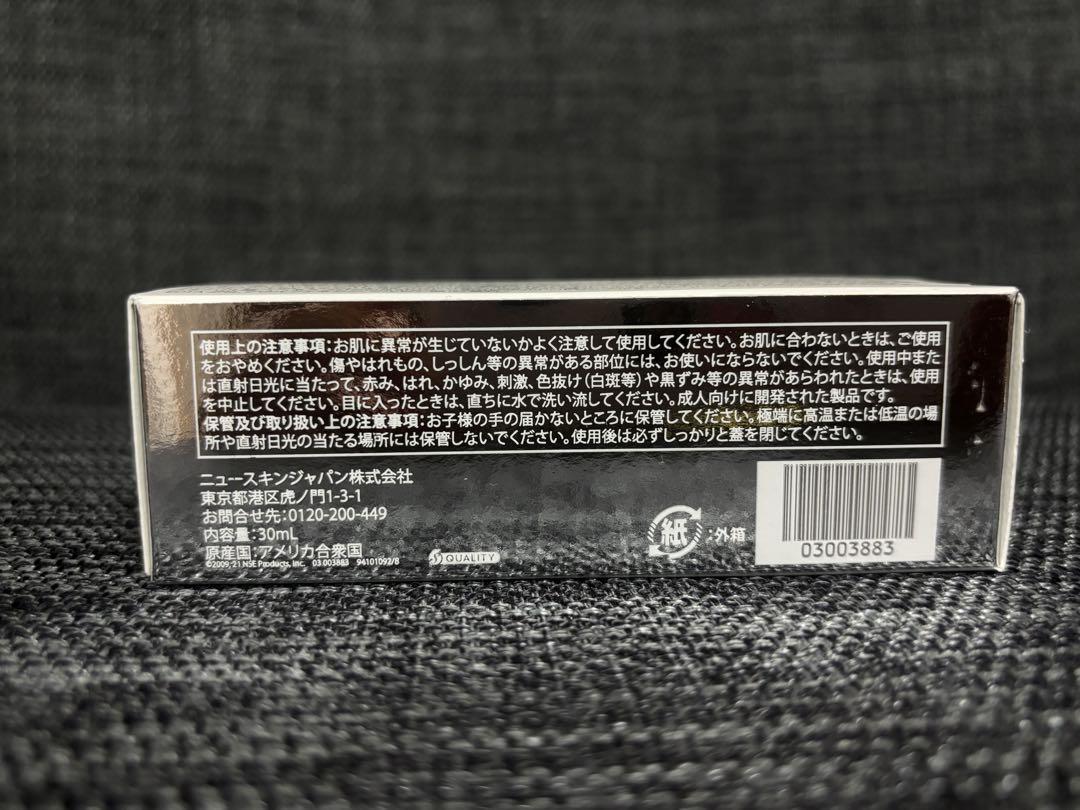 使用上の注意事項:お肌に異常が生じていないかよく注意して使用してください。お肌に合わないときは、ご使用
をおやめください。傷やはれもの、しっしん等の異常がある部位には、お使いにならないでください。使用中また
は直射日光に当たって、赤み、はれ、かゆみ、刺激、色抜け(白斑等)や黒ずみ等の異常があらわれたときは、使用
を中止してください。目に入ったときは、直ちに水で洗い流してください。成人向けに開発された製品です。
保管及び取り扱い上の注意事項:お子様の手の届かないところに保管してください。極端に高温または低温の場
所や直射日光の当たる場所には保管しないでください。使用後は必ずしっかりと蓋を閉じてください。
ニュースキンジャパン株式会社
東京都港区虎ノ門1-3-1
お問合せ先:0120-200-449
内容量:30mL
原産国:アメリカ合衆国
©2009, 21 NSE Products, Inc. 03 003883 94101092/8
6S QUALITY
紙:外箱
03003883